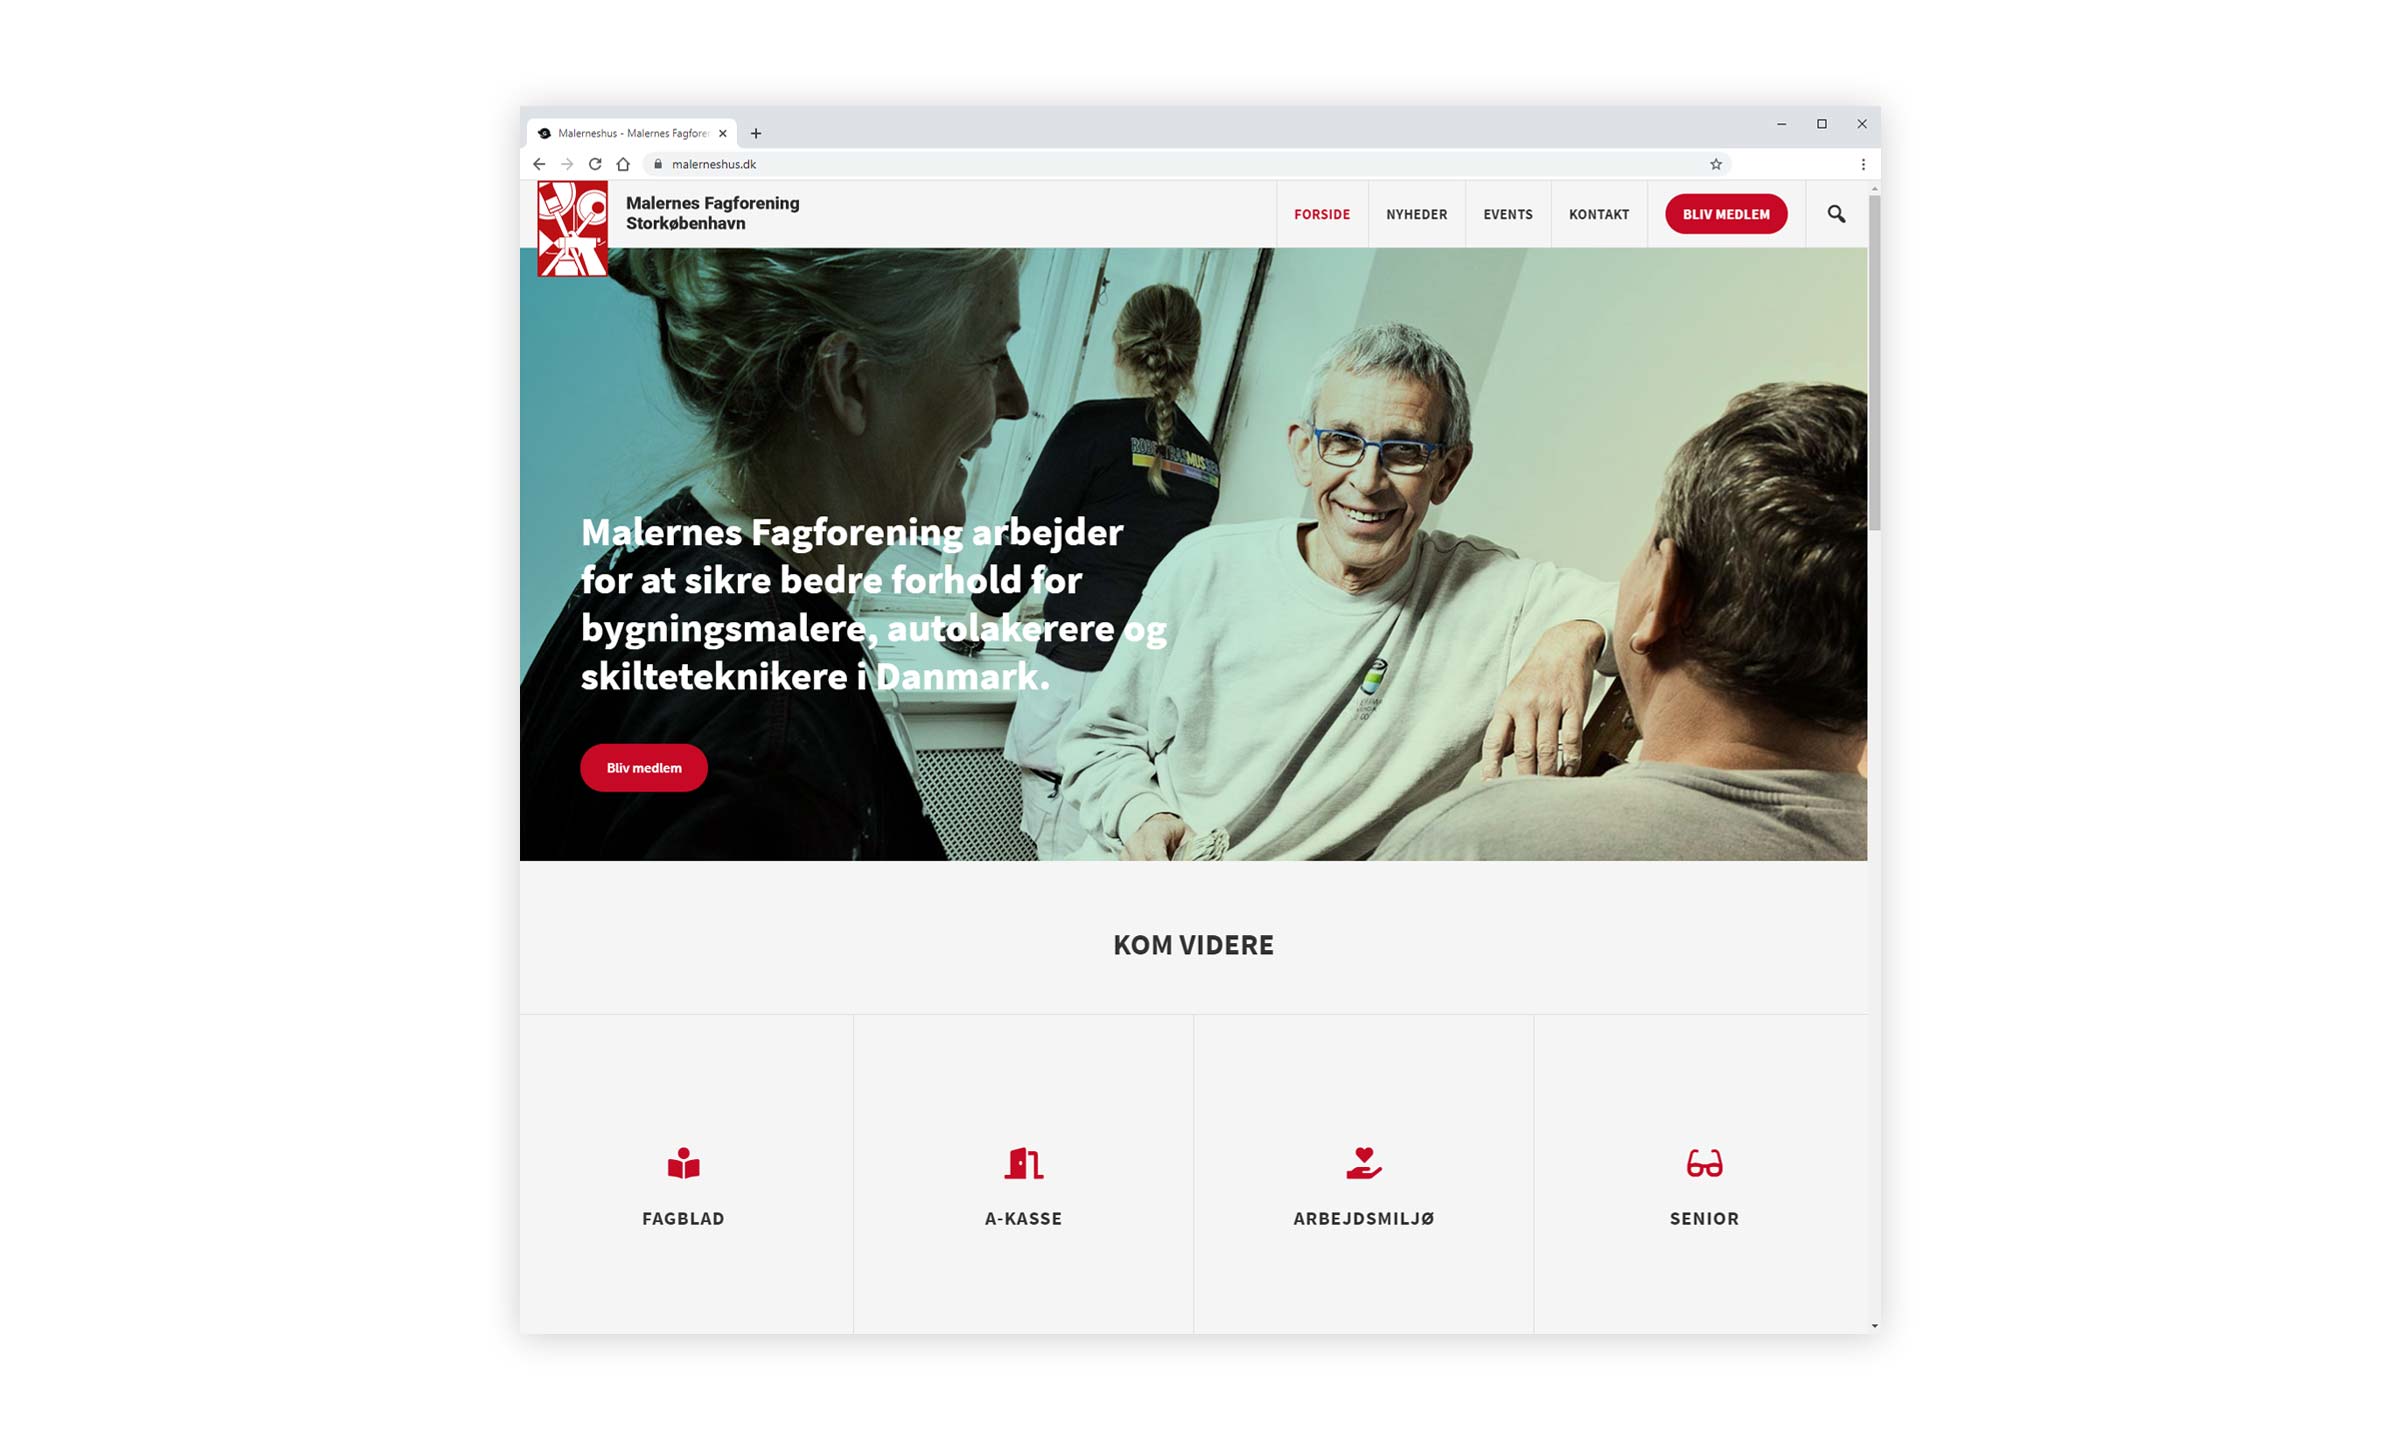 Malerneshus - Malernes Fagforen
malerneshus.dk
Malernes Fagforening
Storkøbenhavn
FORSIDE
NYHEDER
EVENTS
KONTAKT
BLIV MEDLEM
Malernes Fagforening arbejder
for at sikre bedre forhold for
bygningsmalere, autolakerere og
skilteteknikere i Danmark.
Bliv medlem
KOM VIDERE
FAGBLAD
A-KASSE
ARBEJDSMILJØ
SENIOR